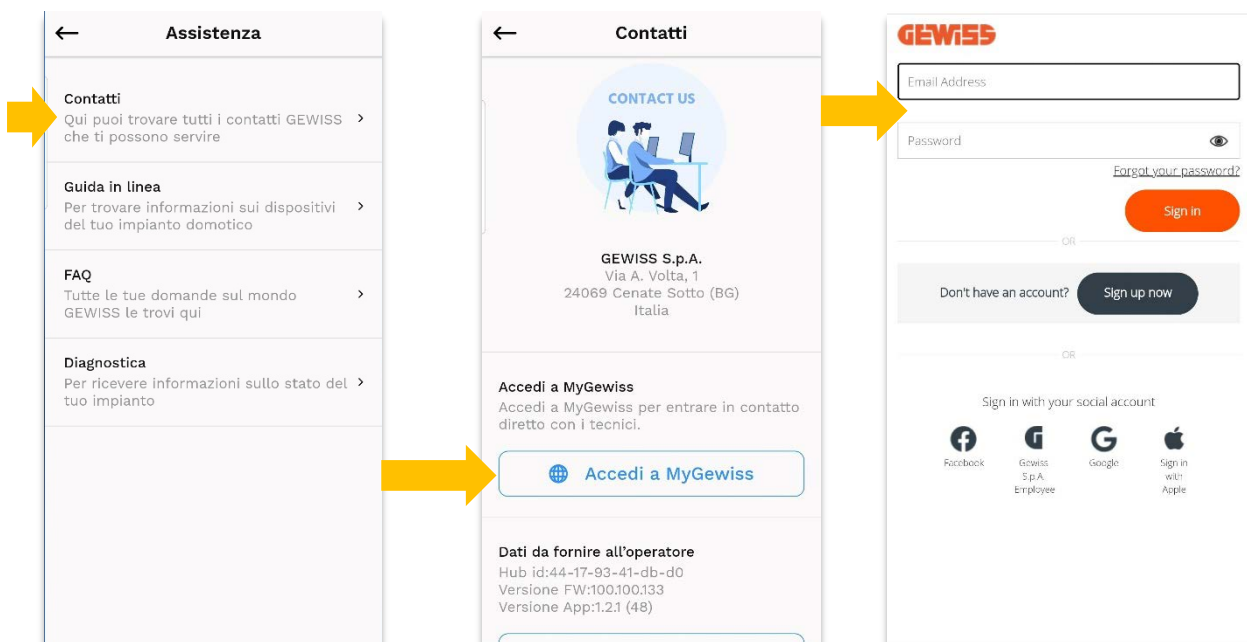 Assistenza
Contatti
Qui puoi trovare tutti i contatti GEWISS
che ti possono servire
Guida in linea
Per trovare informazioni sui dispositivi
del tuo impianto domotico
FAQ
Tutte le tue domande sul mondo
GEWISS le trovi qui
Diagnostica
Per ricevere informazioni sullo stato del
tuo impianto
Contatti
CONTACT US
GEWISS S.p.A.
Via A. Volta, 1
24069 Cenate Sotto (BG)
Italia
Accedi a MyGewiss
Accedi a MyGewiss per entrare in contatto
diretto con i tecnici.
Accedi a MyGewiss
Dati da fornire all'operatore
Hub id:44-17-93-41-db-d0
Versione FW:100.100.133
Versione App:1.2.1 (48)
GEWISS
Email Address
Password
Forgot your password?
Sign in
OR
Don't have an account?
Sign up now
OR
Sign in with your social account
Facebook
Gewiss
S.p.A.
Employee
Google
Sign in
with
Apple